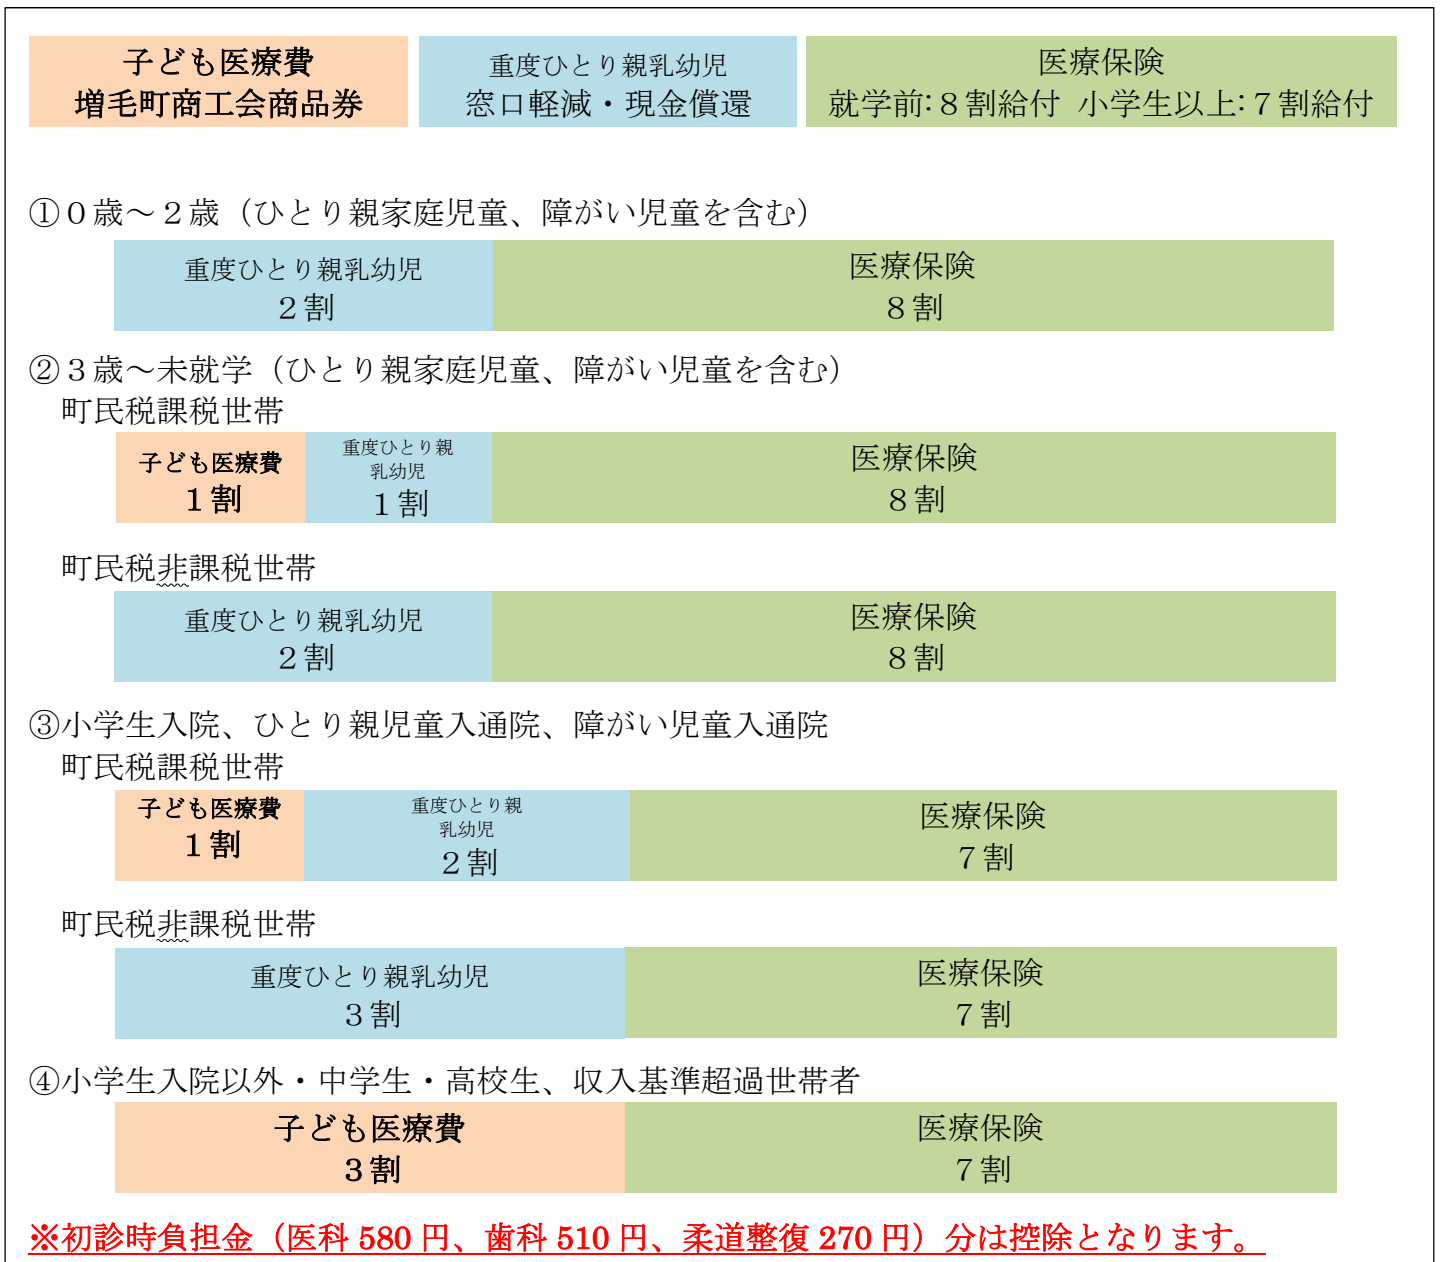 子ども医療費
増毛町商工会商品券
重度ひとり親乳幼児
窓口軽減・現金償還
医療保険
就学前:８割給付 小学生以上:７割給付
①０歳～２歳（ひとり親家庭児童、障がい児童を含む）
重度ひとり親乳幼児
２割
医療保険
８割
②３歳～未就学（ひとり親家庭児童、障がい児童を含む）
町民税課税世帯
子ども医療費
１割
重度ひとり親
乳幼児
１割
医療保険
８割
町民税非課税世帯
重度ひとり親乳幼児
２割
医療保険
８割
③小学生入院、ひとり親児童入通院、障がい児童入通院
町民税課税世帯
子ども医療費
１割
重度ひとり親
乳幼児
２割
医療保険
７割
町民税非課税世帯
重度ひとり親乳幼児
３割
医療保険
７割
④小学生入院以外・中学生・高校生、収入基準超過世帯者
子ども医療費
３割
医療保険
７割
※初診時負担金（医科 580 円、歯科 510 円、柔道整復 270 円）分は控除となります。